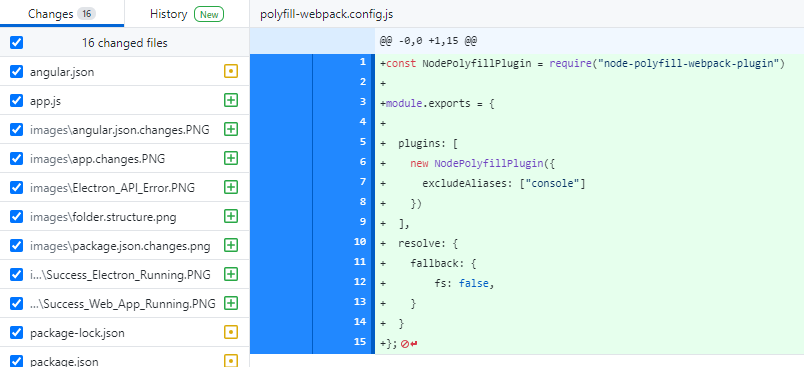 Changes 16
History New
16 changed files
angular.json
app.js
images\angular.json.changes.PNG
images\app.changes.PNG
images\Electron_API_Error.PNG
images\folder.structure.png
images\package.json.changes.png
i...\Success_Electron_Running.PNG
...\Success_Web_App_Running.PNG
package-lock.json
package.json
polyfill-webpack.config.js
@@ -0,0 +1,15 @@
1 +const NodePolyfillPlugin = require("node-polyfill-webpack-plugin")
2 +
3 +module.exports = {
4 +
5 +  plugins: [
6 +    new NodePolyfillPlugin({
7 +      excludeAliases: ["console"]
8 +    })
9 +  ],
10 +  resolve: {
11 +    fallback: {
12 +        fs: false,
13 +    }
14 +  }
15 +};